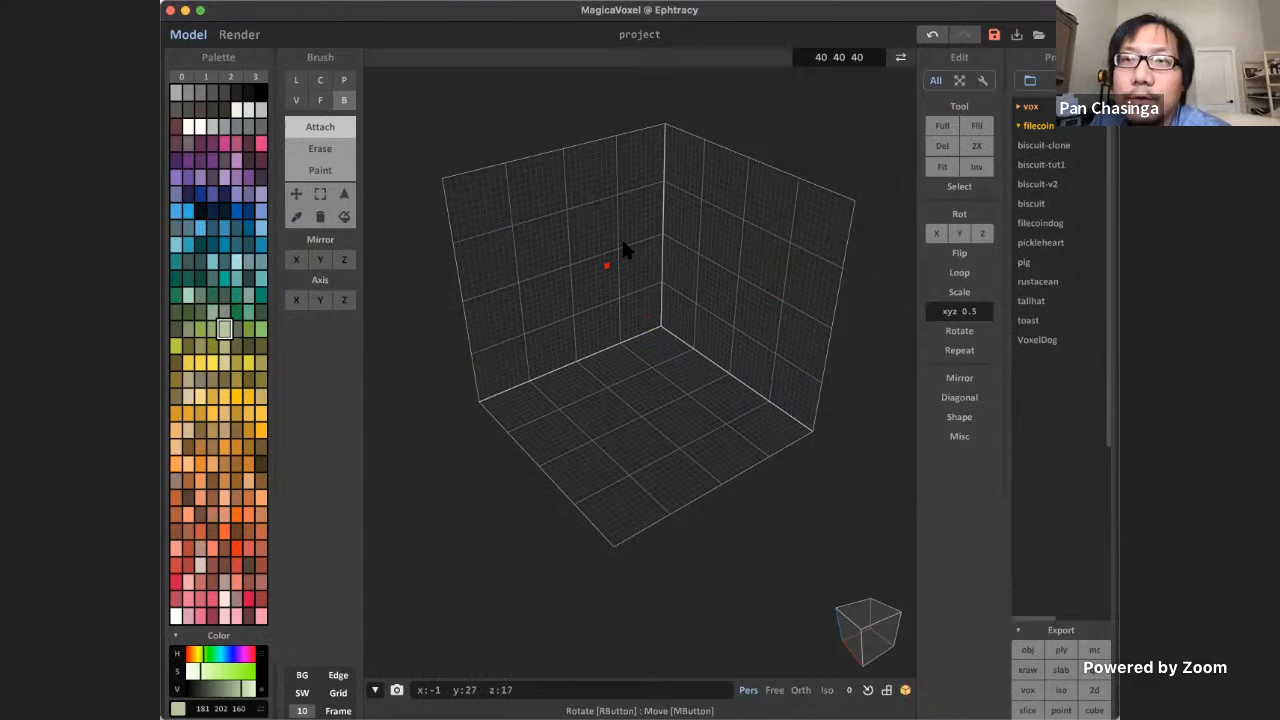 MagicaVoxel @ Ephtracy
Model Render
project
Palette
0 1 2 3
Color
H
S
V
181 202 160
Brush
L C P
V F B
Attach
Erase
Paint
Mirror
X Y Z
Axis
X Y Z
BG Edge
SW Grid
10 Frame
40 40 40
x:-1 y:27 z:17
Pers Free Orth Iso 0
Rotate [RButton] : Move [MButton]
Edit
All
Tool
Full Fill
Del 2X
Fit Inv
Select
Rot
X Y Z
Flip
Loop
Scale
xyz 0.5
Rotate
Repeat
Mirror
Diagonal
Shape
Misc
vox
filecoin
biscuit-clone
biscuit-tut1
biscuit-v2
biscuit
filecoindog
pickleheart
pig
rustacean
tallhat
toast
VoxelDog
Export
obj ply mc
xraw slab
vox iso 2d
slice point cube
Pan Chasinga
Powered by Zoom